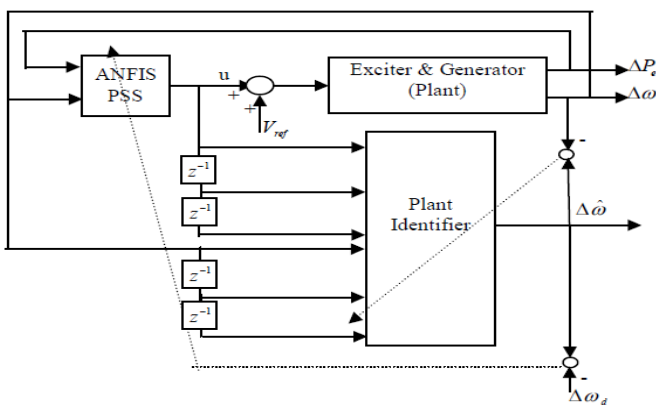 ANFIS
PSS
u
+
+
V_ref
Exciter & Generator
(Plant)
ΔP_e
Δω
-
z⁻¹
z⁻¹
Plant
Identifier
Δω̂
z⁻¹
z⁻¹
-
Δω_d